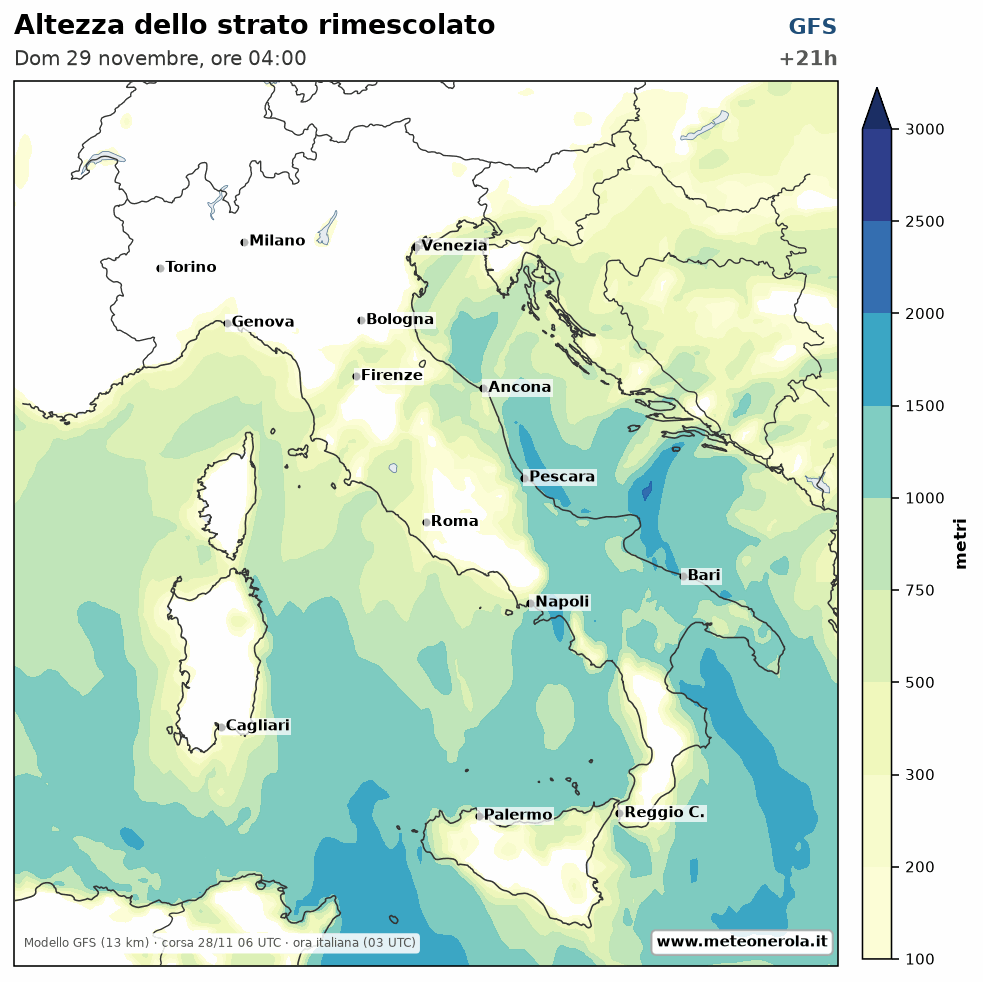 Altezza dello strato rimescolato
GFS
Dom 29 novembre, ore 04:00
+21h
3000
2500
2000
1500
1000
750
500
300
200
100
metri
Venezia
Milano
Torino
Genova
Bologna
Firenze
Ancona
Pescara
Roma
Bari
Napoli
Cagliari
Palermo
Reggio C.
Modello GFS (13 km) · corsa 28/11 06 UTC · ora italiana (03 UTC)
www.meteonerola.it